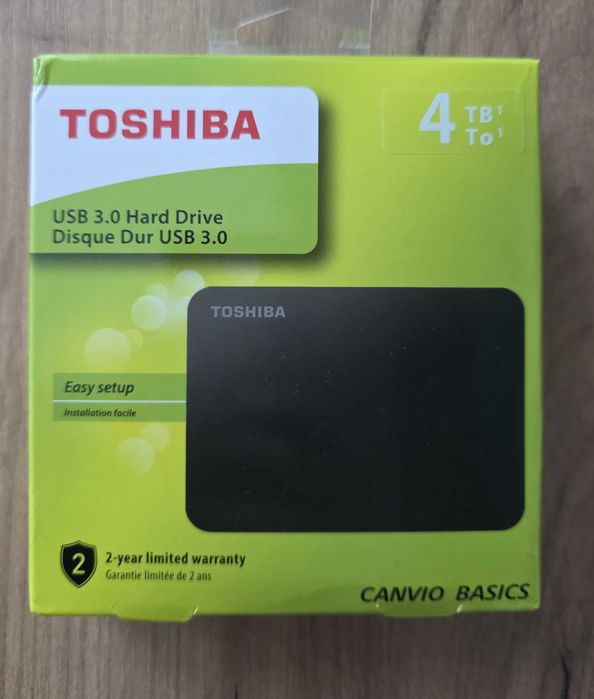 TOSHIBA
4 TB¹
To¹
USB 3.0 Hard Drive
Disque Dur USB 3.0
TOSHIBA
Easy setup
Installation facile
2
2-year limited warranty
Garantie limitée de 2 ans
CANVIO BASICS